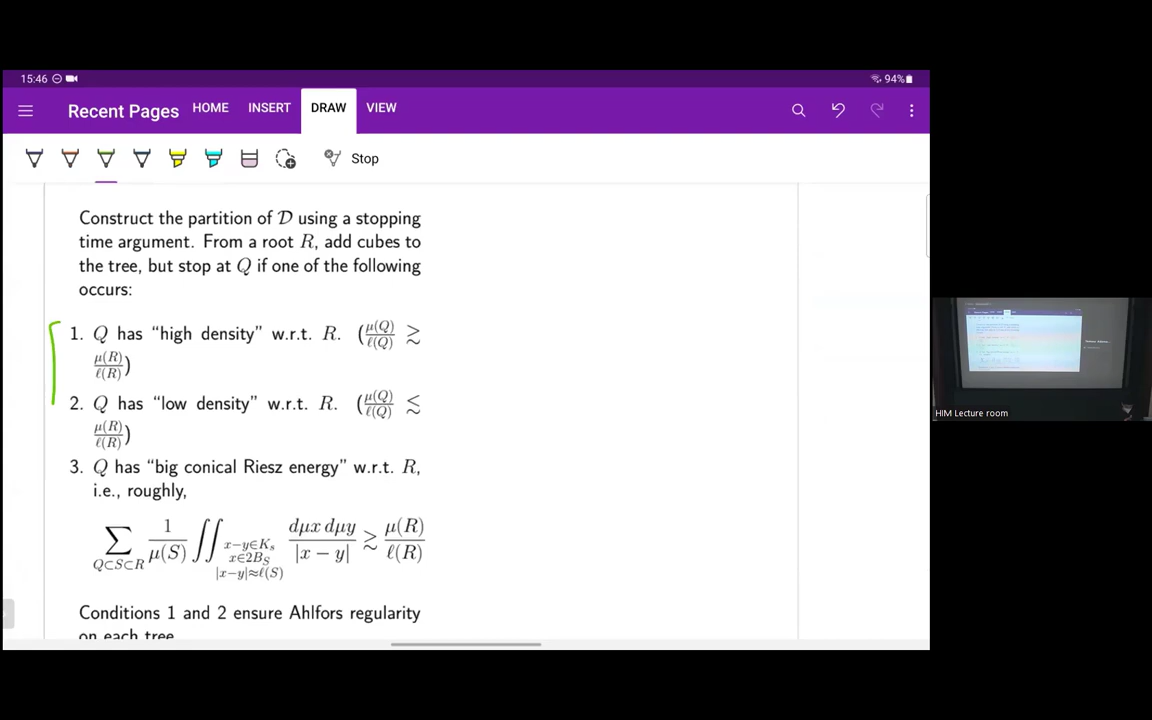 15:46
94%
Recent Pages HOME INSERT DRAW VIEW
Stop
Construct the partition of 𝒟 using a stopping
time argument. From a root R, add cubes to
the tree, but stop at Q if one of the following
occurs:
1. Q has “high density” w.r.t. R. (μ(Q)/ℓ(Q) ≳
μ(R)/ℓ(R))
2. Q has “low density” w.r.t. R. (μ(Q)/ℓ(Q) ≲
μ(R)/ℓ(R))
3. Q has “big conical Riesz energy” w.r.t. R,
i.e., roughly,
∑_{Q⊂S⊂R} 1/μ(S) ∬_{x−y∈K_s, x∈2B_S, |x−y|≈ℓ(S)} dμx dμy/|x − y| ≳ μ(R)/ℓ(R)
Conditions 1 and 2 ensure Ahlfors regularity
on each tree
HIM Lecture room